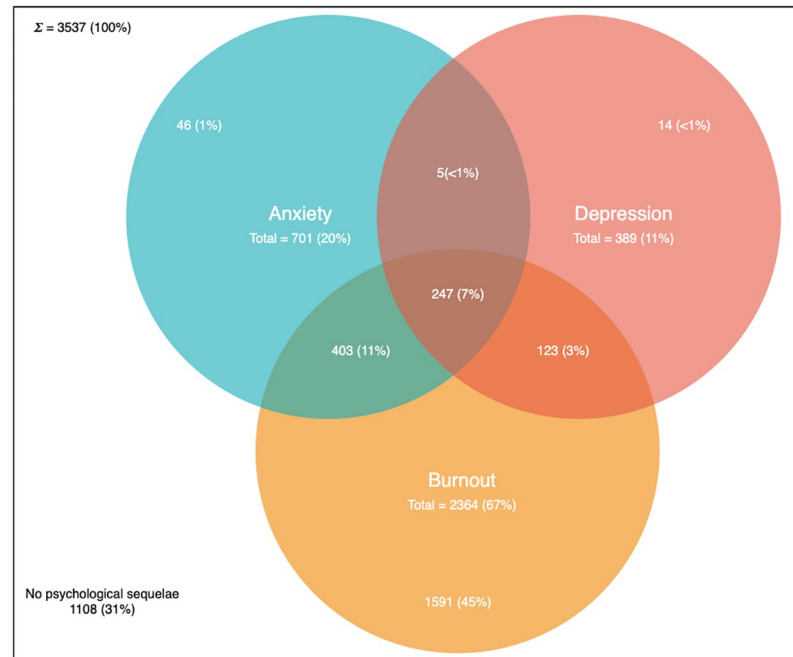 Σ = 3537 (100%)
46 (1%)
14 (<1%)
5(<1%)
Anxiety
Total = 701 (20%)
Depression
Total = 389 (11%)
247 (7%)
403 (11%)
123 (3%)
Burnout
Total = 2364 (67%)
No psychological sequelae
1108 (31%)
1591 (45%)